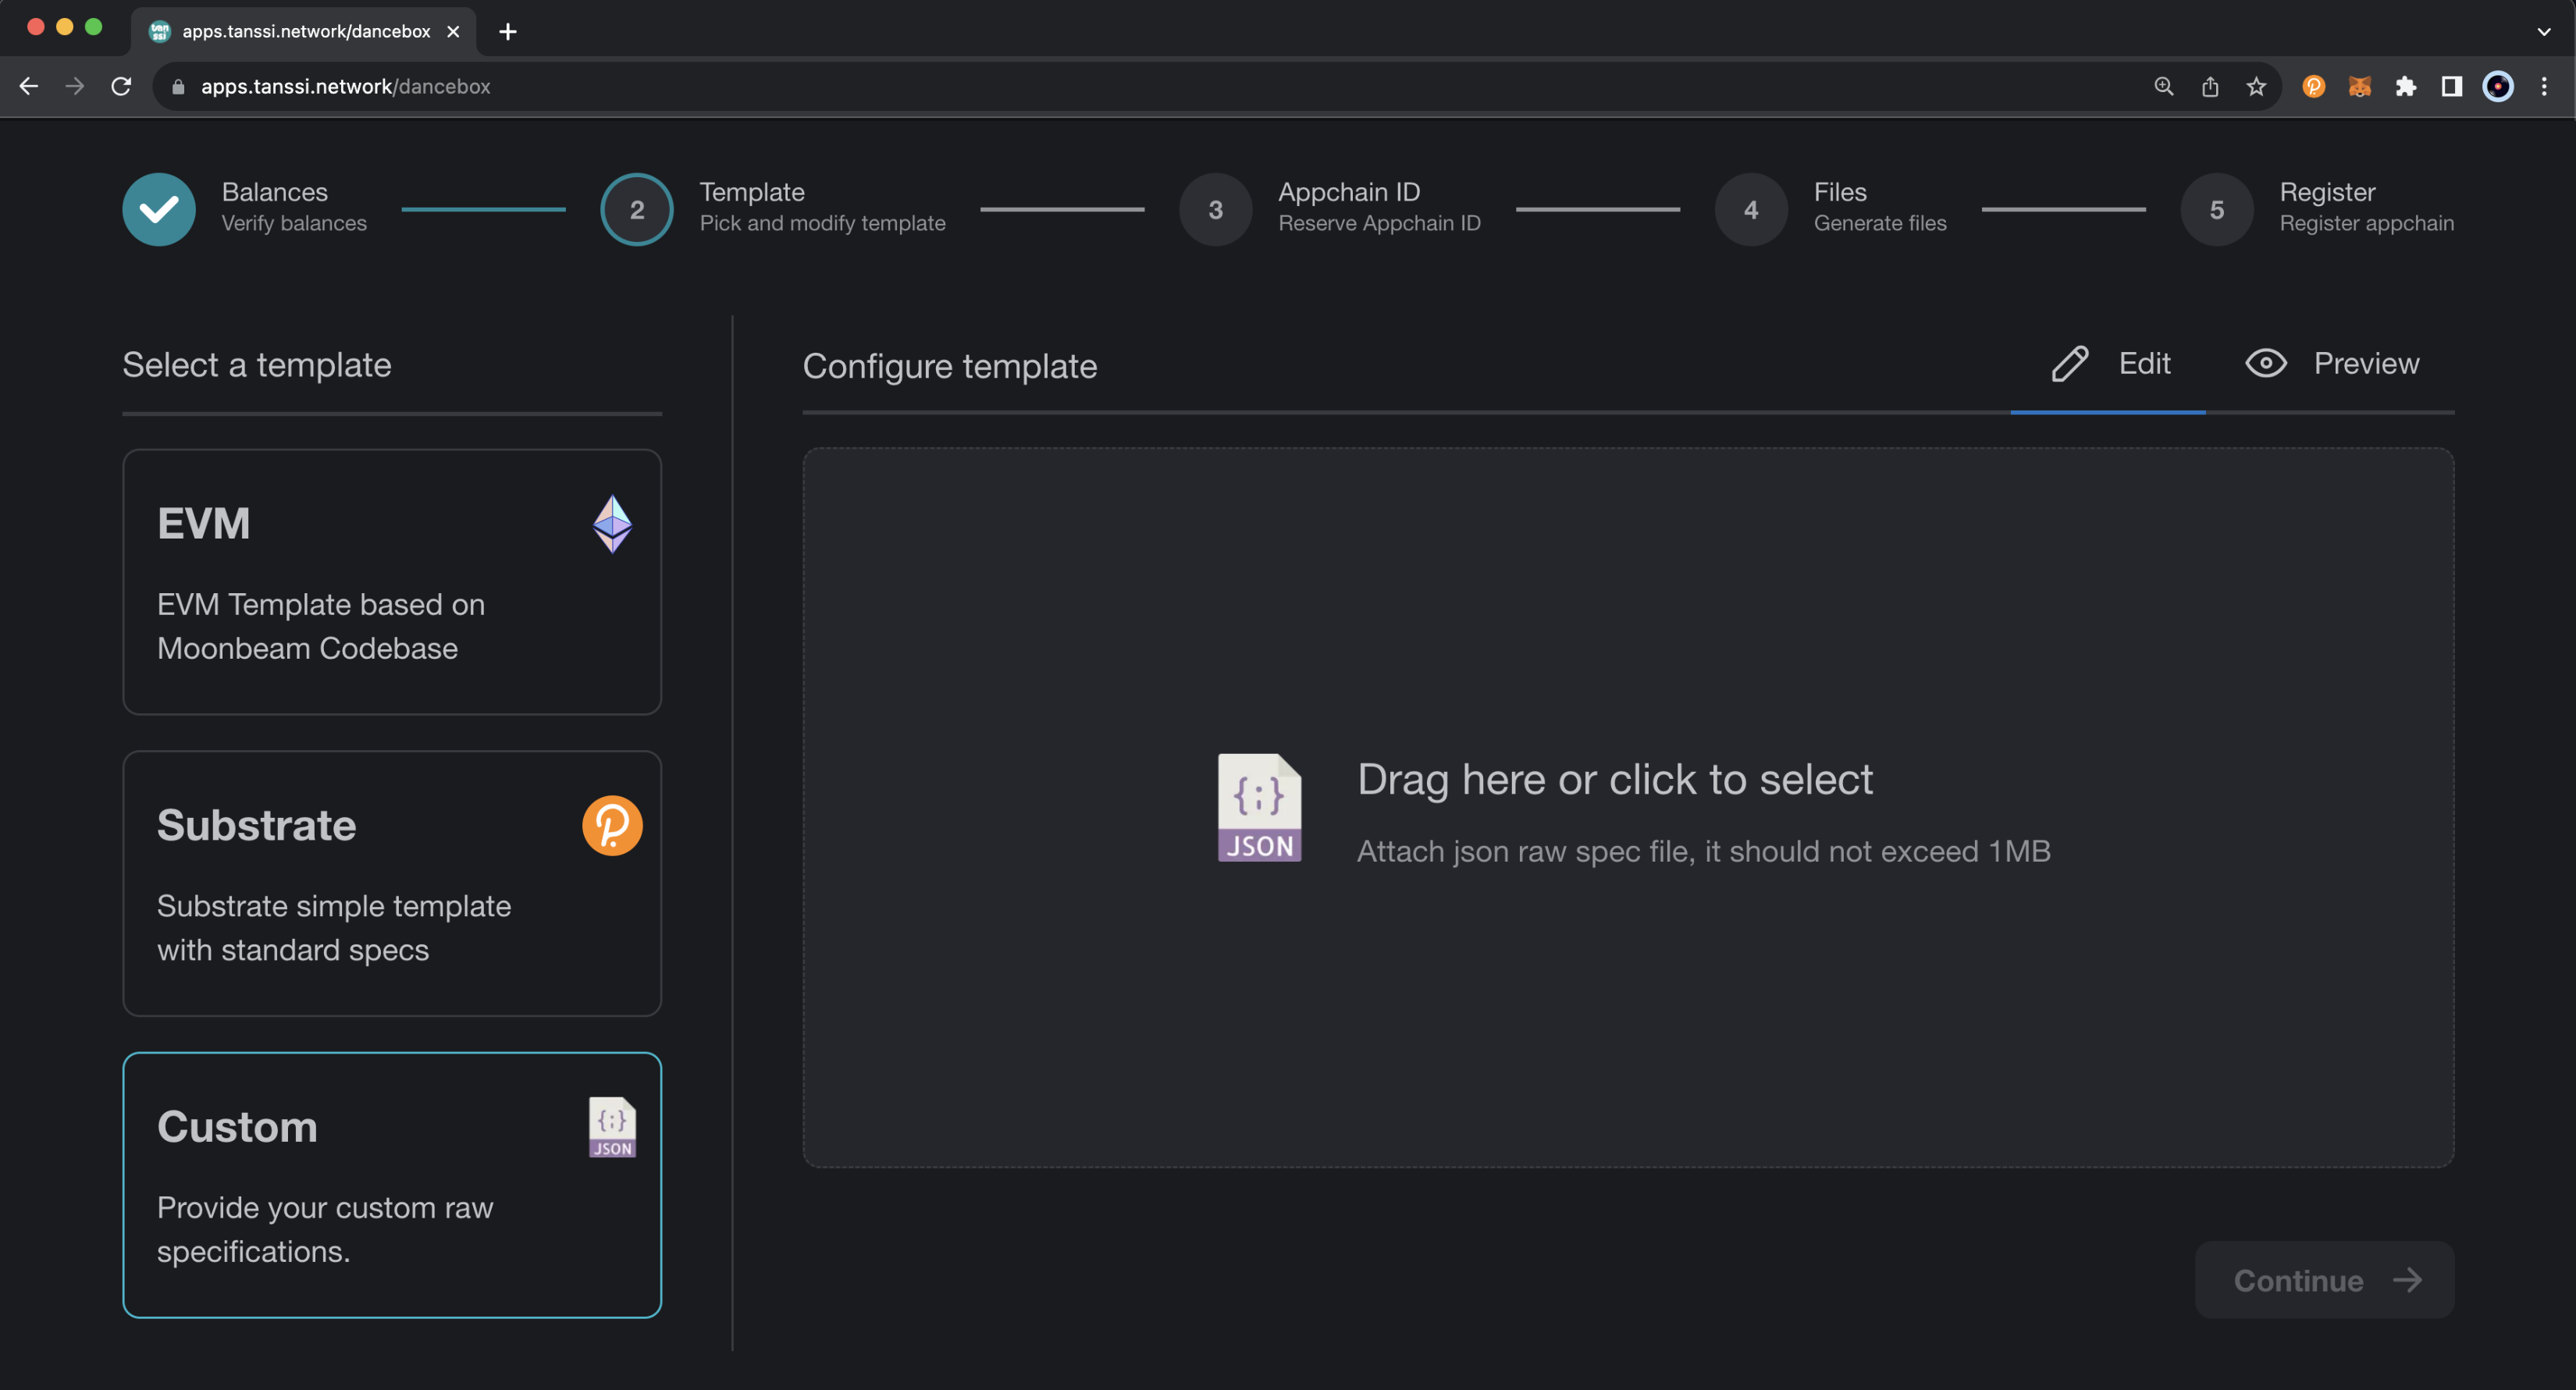 apps.tanssi.network/dancebox
apps.tanssi.network/dancebox
Balances
Verify balances
2
Template
Pick and modify template
3
Appchain ID
Reserve Appchain ID
4
Files
Generate files
5
Register
Register appchain
Select a template
EVM
EVM Template based on
Moonbeam Codebase
Substrate
Substrate simple template
with standard specs
Custom
{;}
JSON
Provide your custom raw
specifications.
Configure template
Edit
Preview
{;}
JSON
Drag here or click to select
Attach json raw spec file, it should not exceed 1MB
Continue